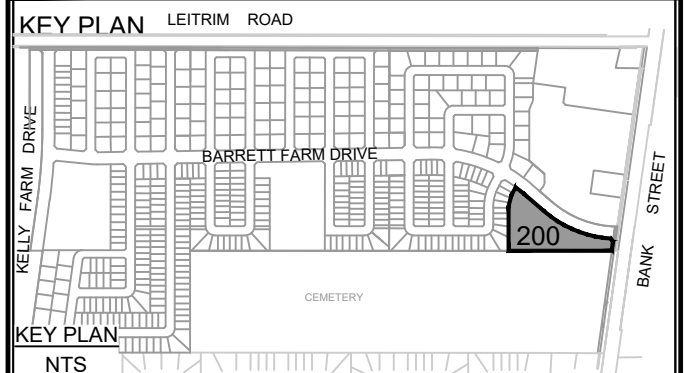 KEY PLAN
LEITRIM ROAD
KELLY FARM DRIVE
BARRETT FARM DRIVE
BANK STREET
200
CEMETERY
KEY PLAN
NTS